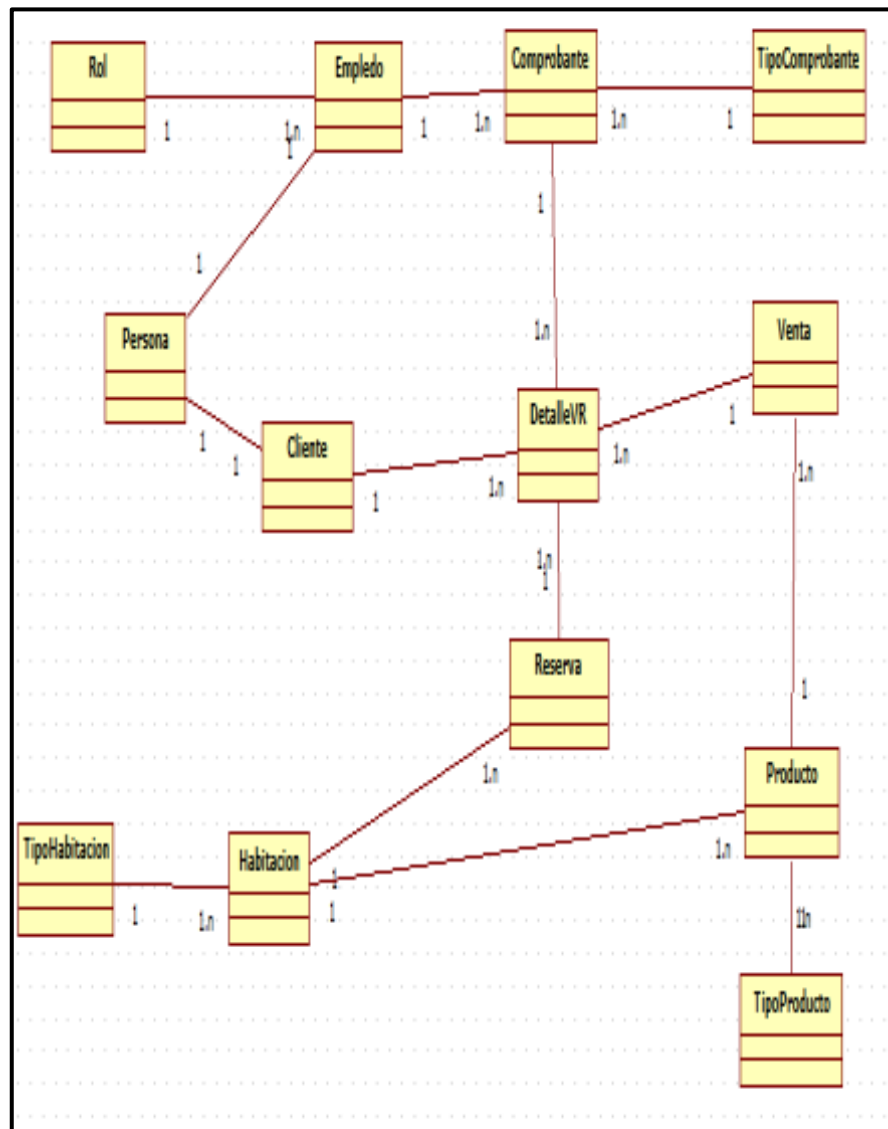 Rol
Empledo
Comprobante
TipoComprobante
1
1.n
1
1
1.n
1.n
1
1
1
1.n
Persona
Venta
DetalleVR
1
1.n
1
1
Cliente
1
1.n
1.n
1.n
1
Reserva
1.n
1
Producto
TipoHabitacion
Habitacion
1.n
1
1
1.n
1
11n
TipoProducto